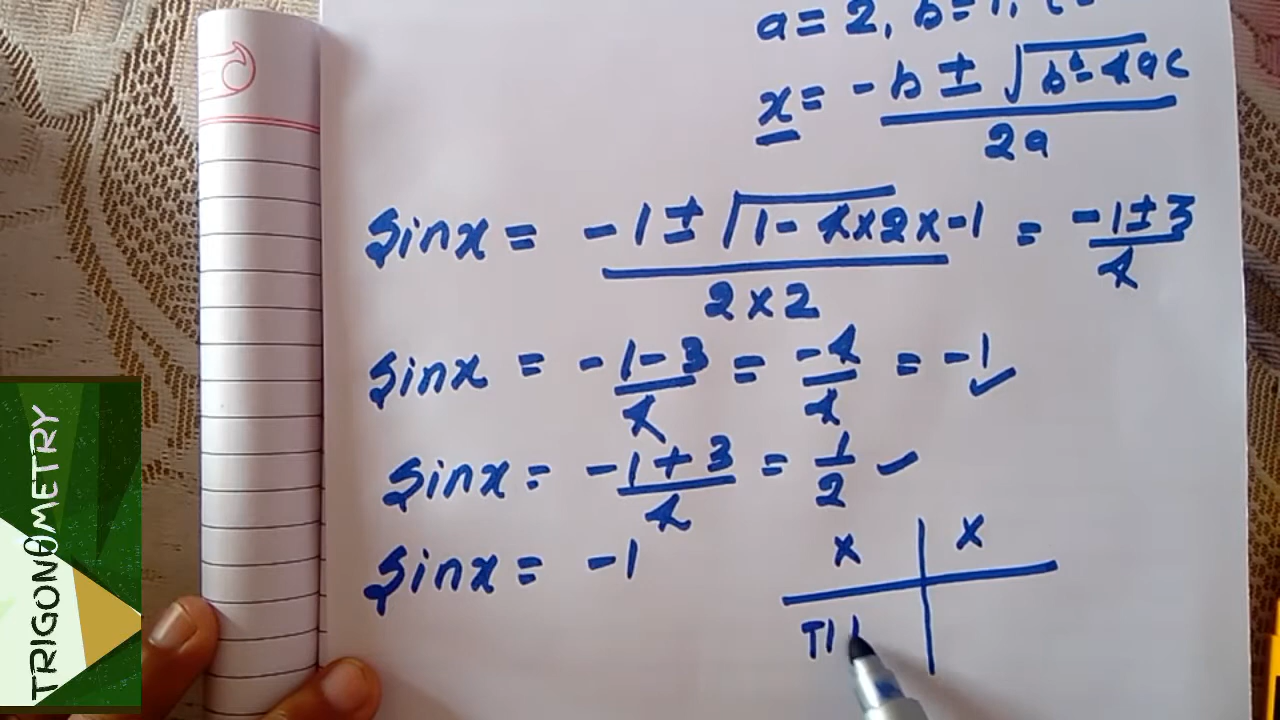 a = 2, b = 1,
x = -b ± √b²-4ac / 2a
sinx = -1 ± √1-4x2x-1 / 2x2 = -1±3 / 4
sinx = -1-3 / 4 = -4 / 4 = -1 ✓
sinx = -1+3 / 4 = 1 / 2 ✓
sinx = -1
x | x
TRIGONOMETRY